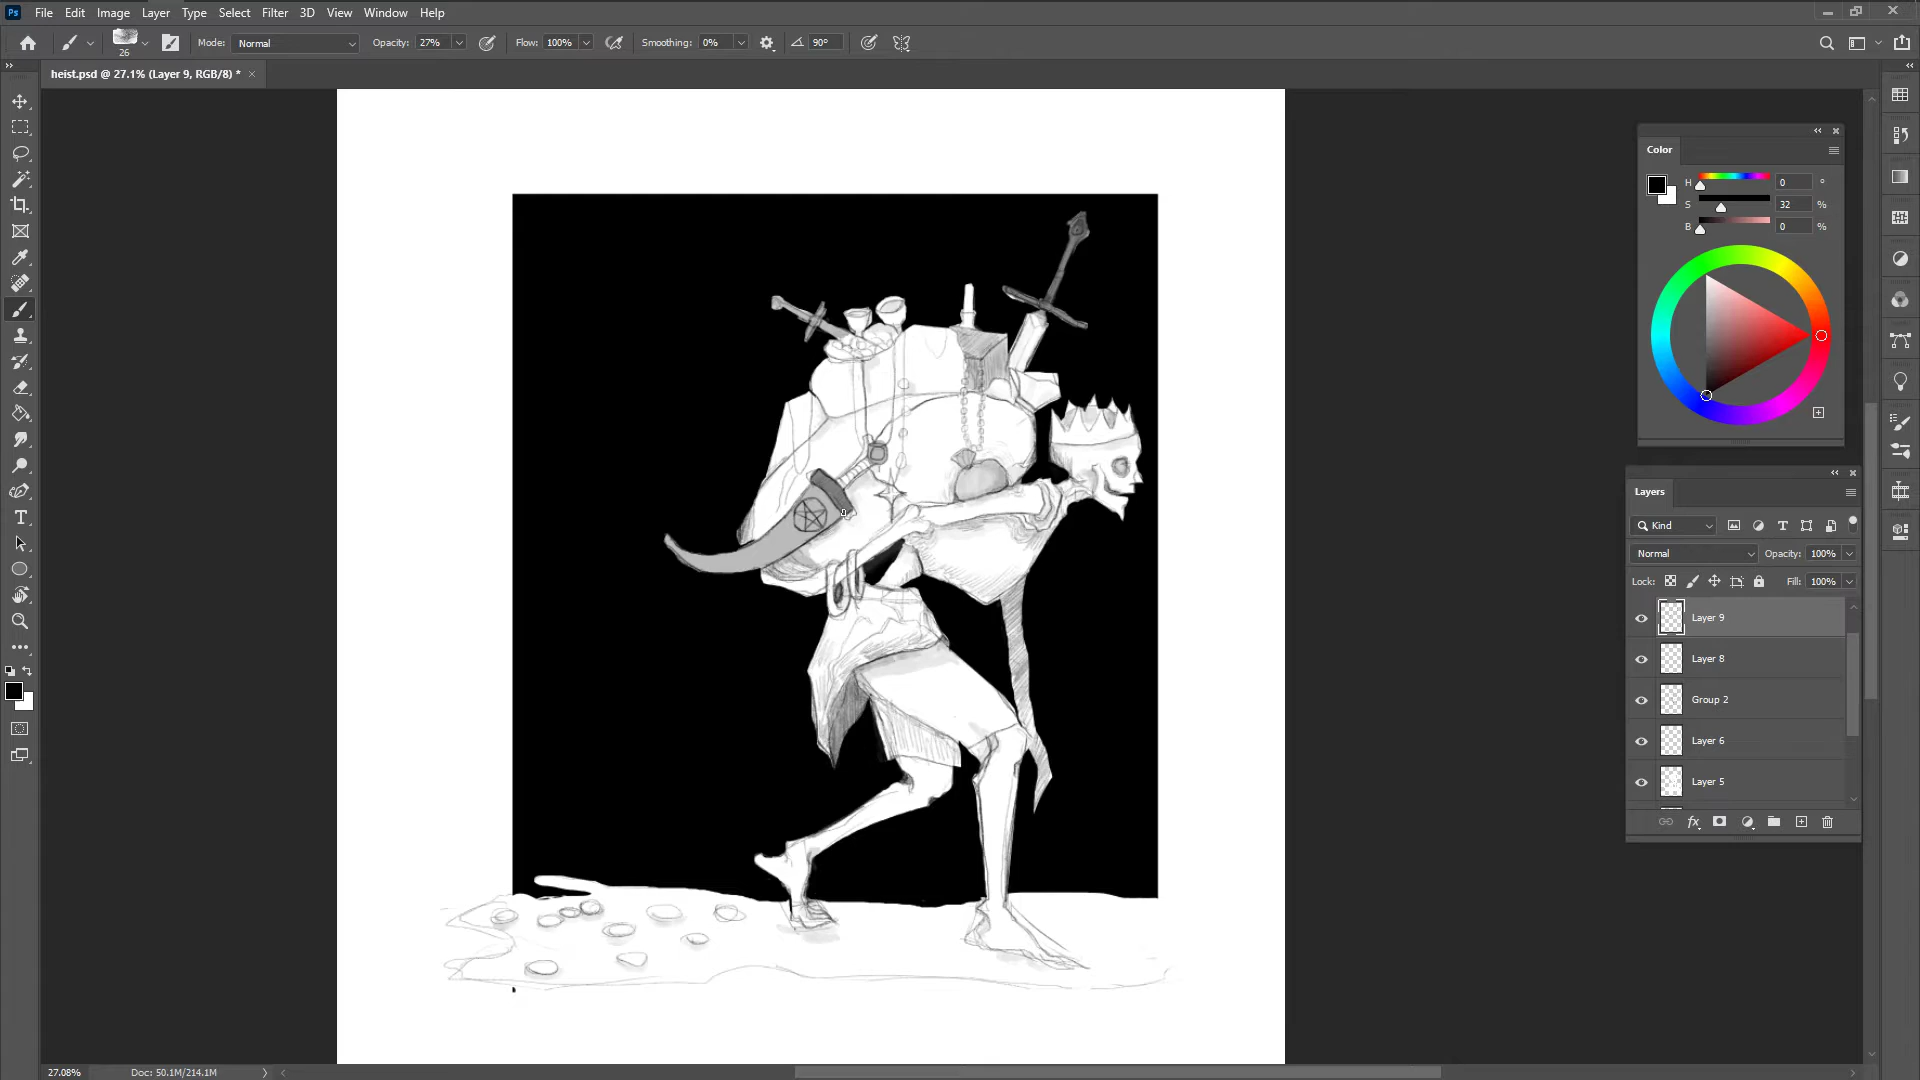 Ps File Edit Image Layer Type Select Filter 3D View Window Help
26 Mode: Normal Opacity: 27% Flow: 100% Smoothing: 0% 90°
heist.psd @ 27.1% (Layer 9, RGB/8) * ×
Color
H 0 °
S 32 %
B 0 %
Layers
Kind
Normal Opacity: 100%
Lock: Fill: 100%
Layer 9
Layer 8
Group 2
Layer 6
Layer 5
fx
27.08% Doc: 50.1M/214.1M